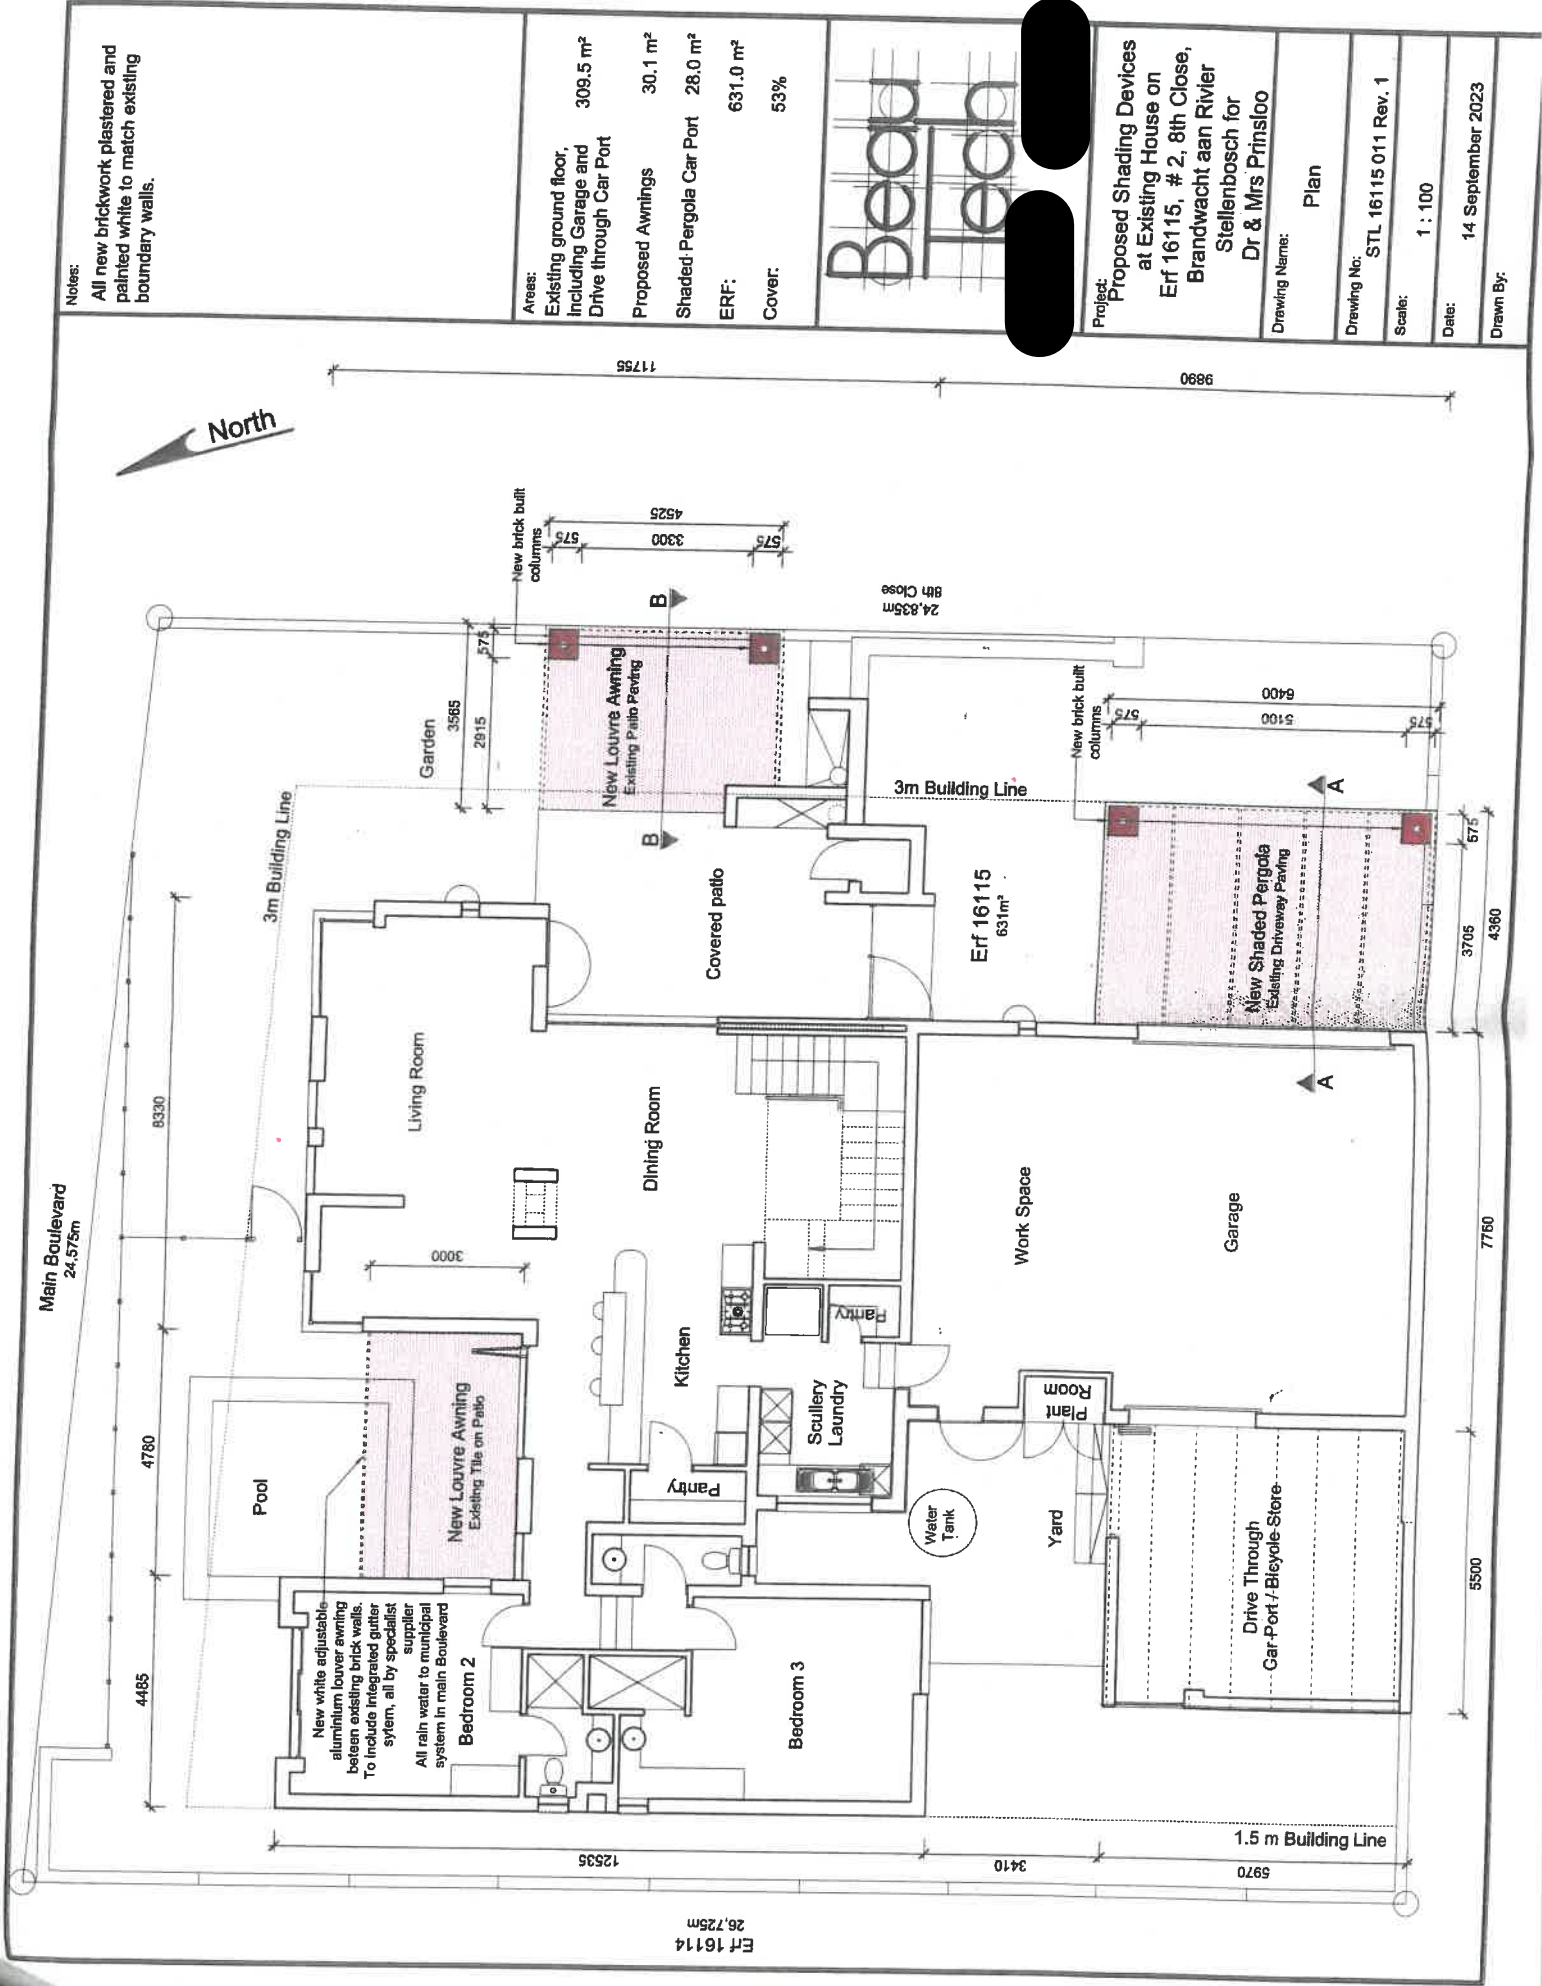 Notes:
All new brickwork plastered and
painted white to match existing
boundary walls.
Areas:
Existing ground floor,
Including Garage and
Drive through Car Port
309.5 m²
Proposed Awnings
30.1 m²
Shaded Pergola Car Port
28.0 m²
ERF:
631.0 m²
Cover:
53%
Beau
Tech
Project:
Proposed Shading Devices
at Existing House on
Erf 16115, # 2, 8th Close,
Brandwacht aan Rivier
Stellenbosch for
Dr & Mrs Prinsloo
Drawing Name:
Plan
Drawing No:
STL 16115 011 Rev. 1
Scale:
1 : 100
Date:
14 September 2023
Drawn By:
North
11755
9890
Main Boulevard
24,575m
8330
4780
4485
3m Building Line
Garden
3565
2915
575
New brick built
columns
575
3300
575
4525
8th Close
24,835m
B
B
New Louvre Awning
Existing Patio Paving
Covered patio
3m Building Line
Erf 16115
631m²
New brick built
columns
575
5100
575
6400
New Shaded Pergola
Existing Driveway Paving
A
A
575
3705
4360
Living Room
3000
Dining Room
Kitchen
Pantry
Scullery
Laundry
Pantry
Work Space
Garage
Plant
Room
7760
Pool
New Louvre Awning
Existing Tile on Patio
New white adjustable
aluminium louver awning
beteen existing brick walls.
To include integrated gutter
sytem, all by specialist
supplier
All rain water to municipal
system in main Boulevard
Bedroom 2
Bedroom 3
Water
Tank
Yard
Drive Through
Car Port / Bicycle Store
5500
1.5 m Building Line
12535
3410
5970
26,725m
Erf 16114